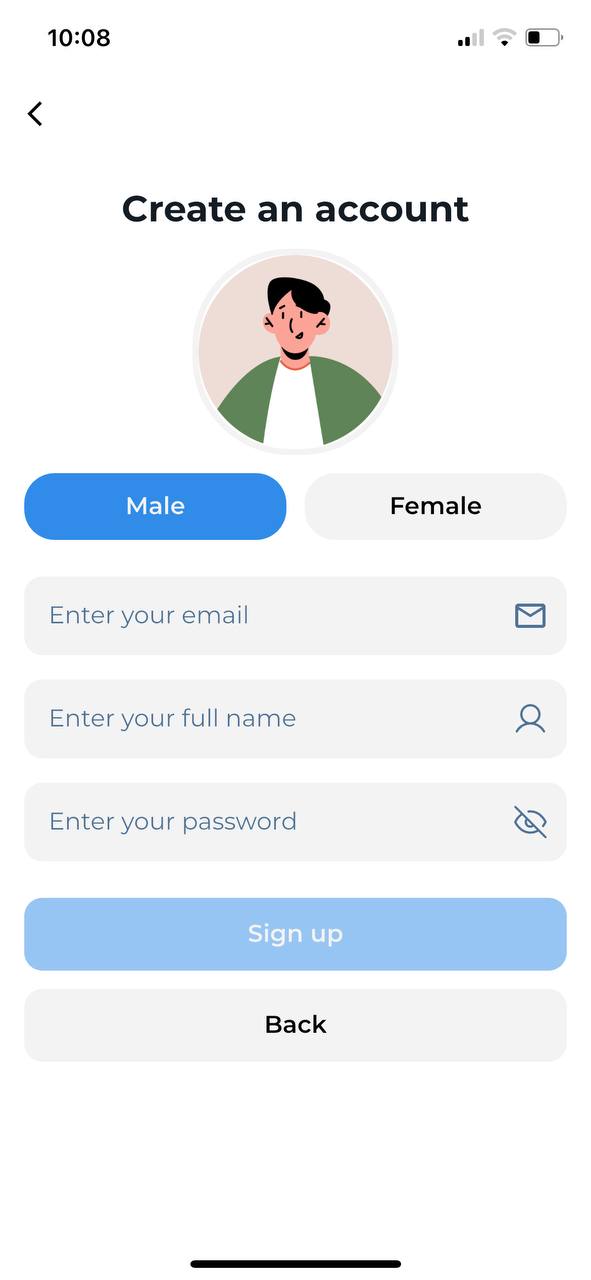 10:08
Create an account
Male
Female
Enter your email
Enter your full name
Enter your password
Sign up
Back